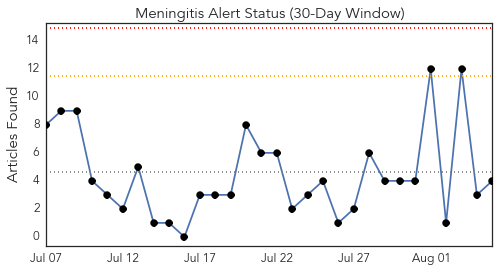 Meningitis Alert Status (30-Day Window)
Articles Found
14
12
10
8
6
4
2
0
Jul 07 Jul 12 Jul 17 Jul 22 Jul 27 Aug 01